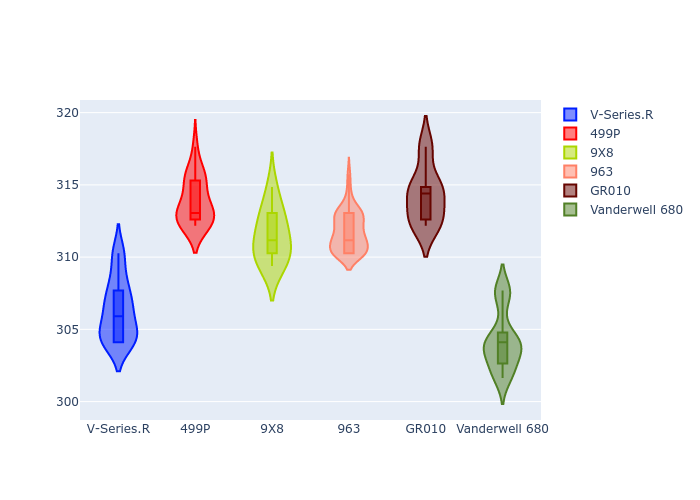 320
315
310
305
300
V-Series.R
499P
9X8
963
GR010
Vanderwell 680
V-Series.R
499P
9X8
963
GR010
Vanderwell 680